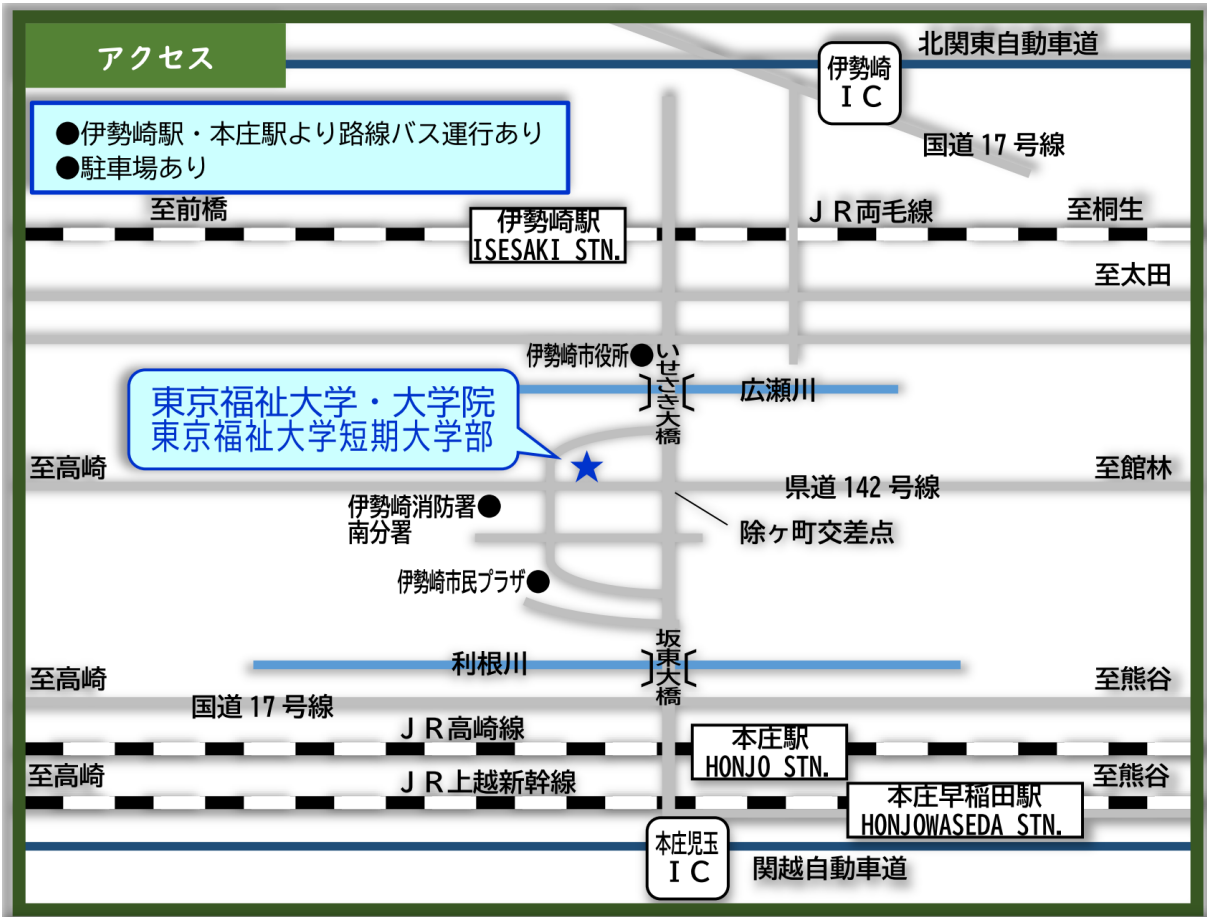 アクセス
北関東自動車道
伊勢崎
ＩＣ
●伊勢崎駅・本庄駅より路線バス運行あり
●駐車場あり
国道17号線
至前橋
伊勢崎駅
ISESAKI STN.
ＪＲ両毛線
至桐生
至太田
伊勢崎市役所●
いせさき大橋
広瀬川
東京福祉大学・大学院
東京福祉大学短期大学部
★
至高崎
至館林
県道142号線
伊勢崎消防署●
南分署
除ヶ町交差点
伊勢崎市民プラザ●
坂東大橋
利根川
至高崎
至熊谷
国道17号線
ＪＲ高崎線
本庄駅
HONJO STN.
至高崎
至熊谷
ＪＲ上越新幹線
本庄早稲田駅
HONJOWASEDA STN.
本庄児玉
ＩＣ
関越自動車道